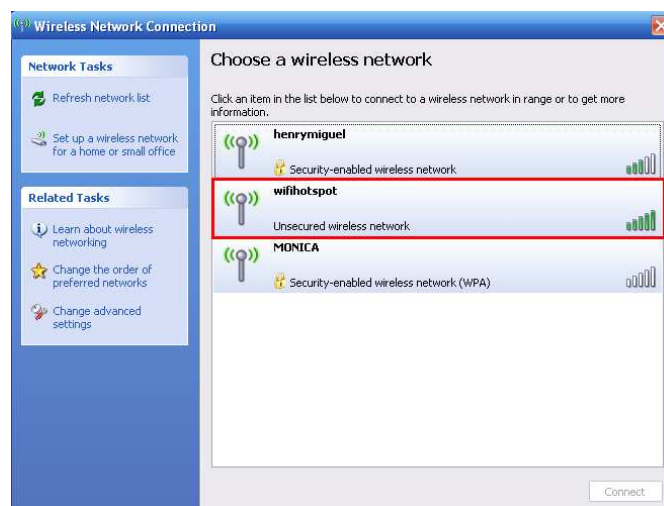 Wireless Network Connection
Network Tasks
Refresh network list
Set up a wireless network
for a home or small office
Related Tasks
Learn about wireless
networking
Change the order of
preferred networks
Change advanced
settings
Choose a wireless network
Click an item in the list below to connect to a wireless network in range or to get more
information.
henrymiguel
Security-enabled wireless network
wifihotspot
Unsecured wireless network
MONICA
Security-enabled wireless network (WPA)
Connect